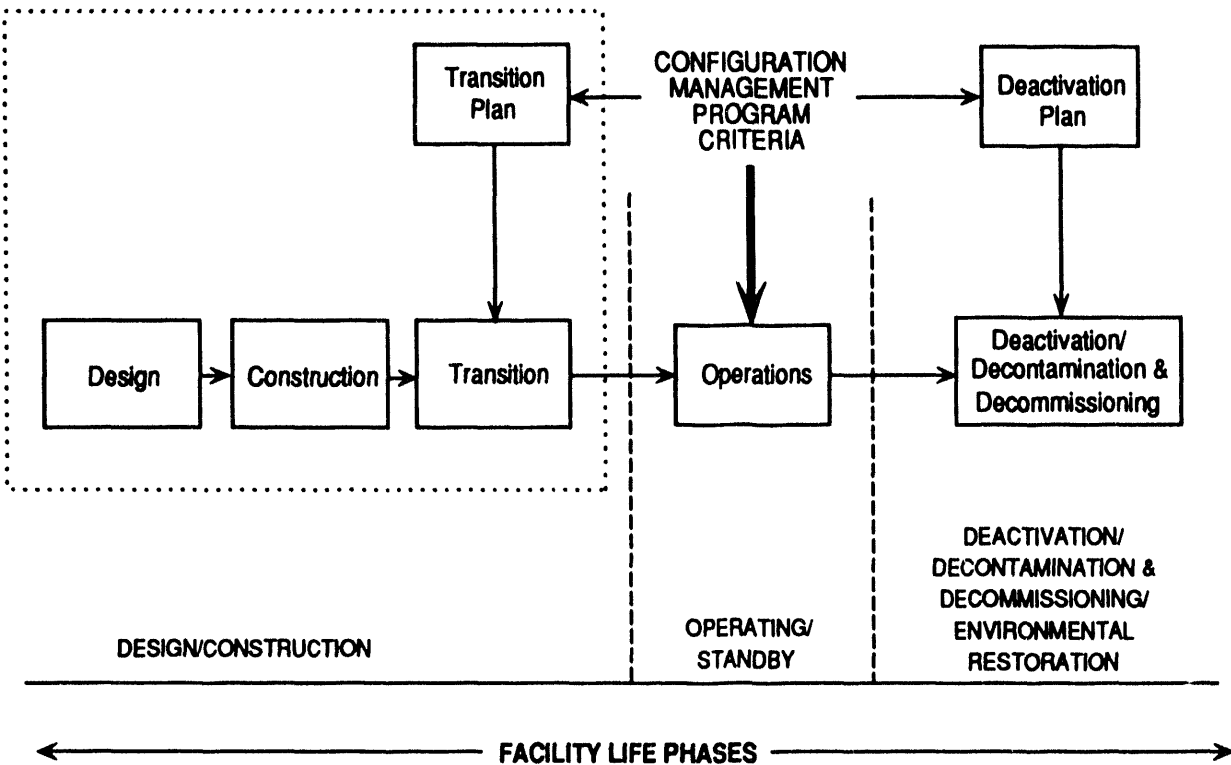 Transition
Plan
CONFIGURATION
MANAGEMENT
PROGRAM
CRITERIA
Deactivation
Plan
Design
Construction
Transition
Operations
Deactivation/
Decontamination &
Decommissioning
DESIGN/CONSTRUCTION
OPERATING/
STANDBY
DEACTIVATION/
DECONTAMINATION &
DECOMMISSIONING/
ENVIRONMENTAL
RESTORATION
FACILITY LIFE PHASES